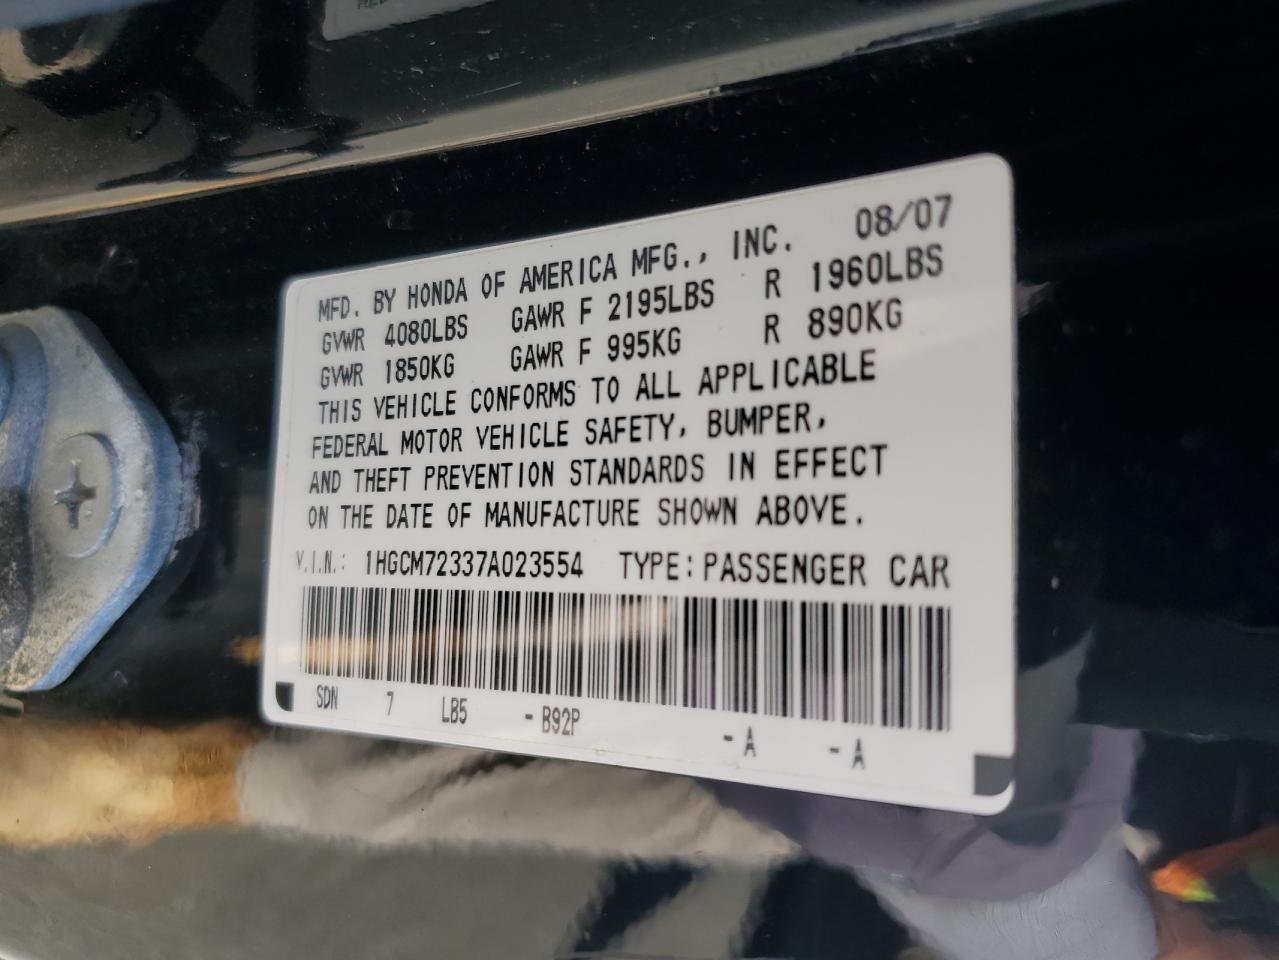 MFD. BY HONDA OF AMERICA MFG., INC. 08/07
GVWR 4080LBS GAWR F 2195LBS R 1960LBS
GVWR 1850KG GAWR F 995KG R 890KG
THIS VEHICLE CONFORMS TO ALL APPLICABLE
FEDERAL MOTOR VEHICLE SAFETY, BUMPER,
AND THEFT PREVENTION STANDARDS IN EFFECT
ON THE DATE OF MANUFACTURE SHOWN ABOVE.
V.I.N.: 1HGCM72337A023554 TYPE: PASSENGER CAR
SDN 7 LB5 -B92P -A -A